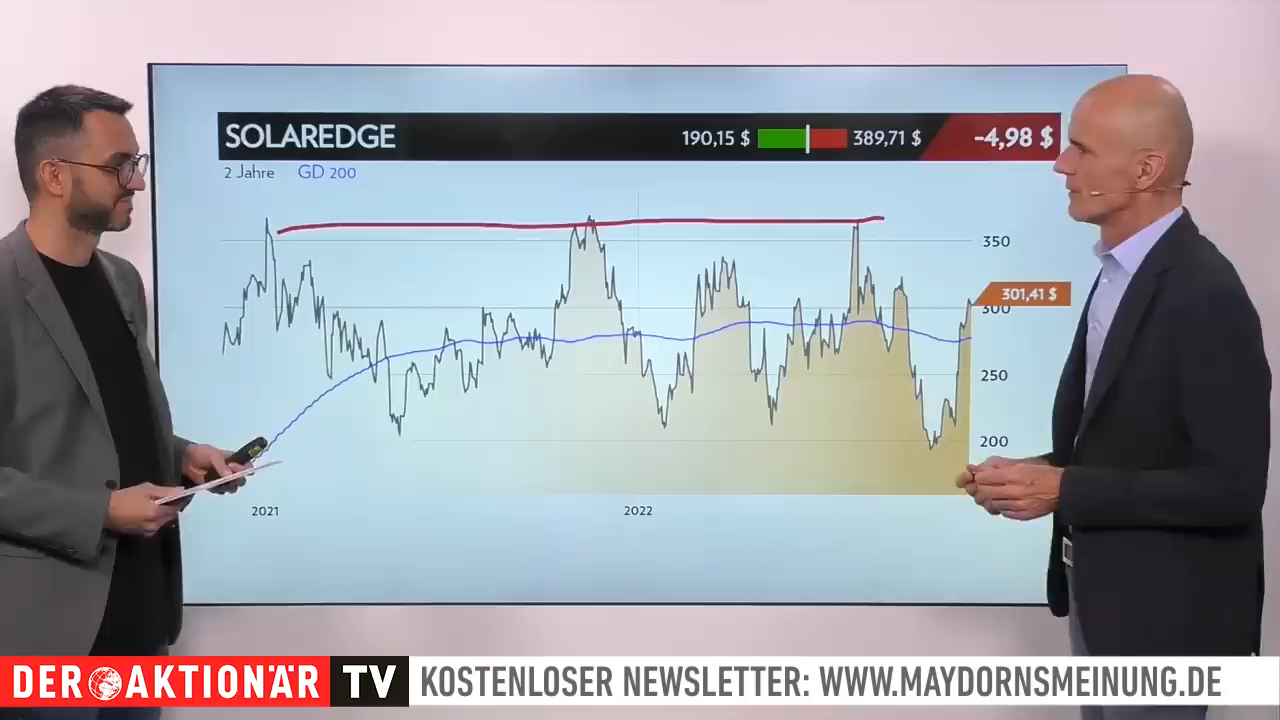 SOLAREDGE 190,15 $ 389,71 $ -4,98 $
2 Jahre GD 200
350
301,41 $
300
250
200
2021 2022
DER AKTIONÄR TV KOSTENLOSER NEWSLETTER: WWW.MAYDORNSMEINUNG.DE